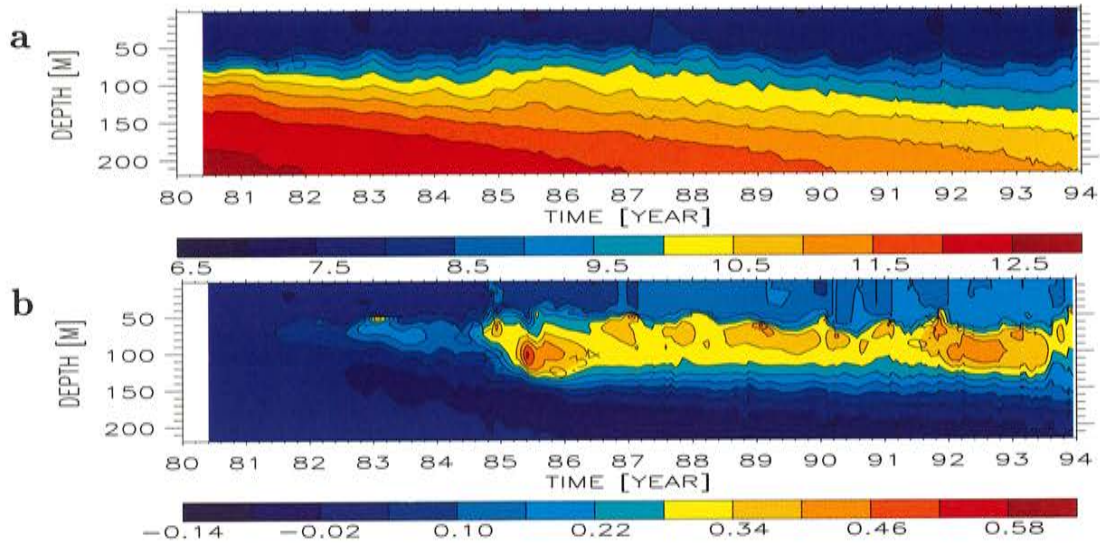 a
DEPTH [M]
50
100
150
200
80 81 82 83 84 85 86 87 88 89 90 91 92 93 94
TIME [YEAR]
6.5 7.5 8.5 9.5 10.5 11.5 12.5
b
DEPTH [M]
50
100
150
200
80 81 82 83 84 85 86 87 88 89 90 91 92 93 94
TIME [YEAR]
−0.14 −0.02 0.10 0.22 0.34 0.46 0.58